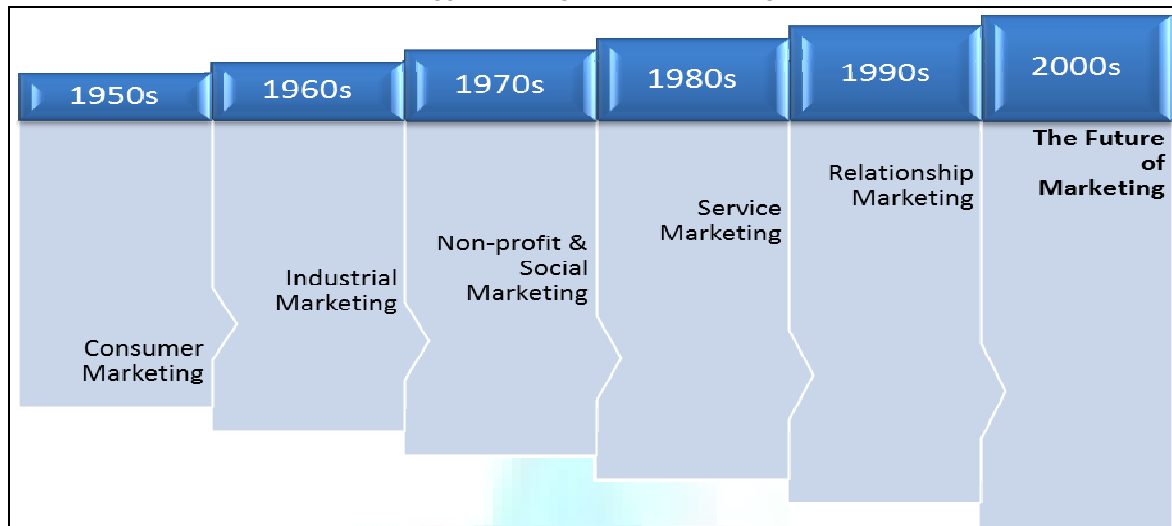 1950s
1960s
1970s
1980s
1990s
2000s
Consumer
Marketing
Industrial
Marketing
Non-profit &
Social
Marketing
Service
Marketing
Relationship
Marketing
The Future
of
Marketing